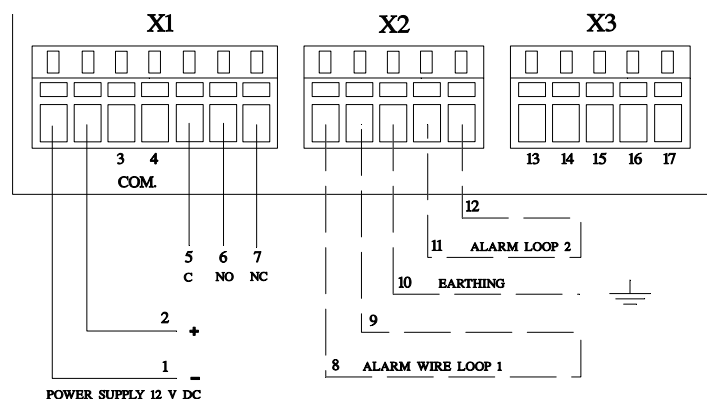 X1 X2 X3
3 4
COM.
13 14 15 16 17
12
11 ALARM LOOP 2
5 6 7
C NO NC
10 EARTHING
2 +
9
1 -
8 ALARM WIRE LOOP 1
POWER SUPPLY 12 V DC